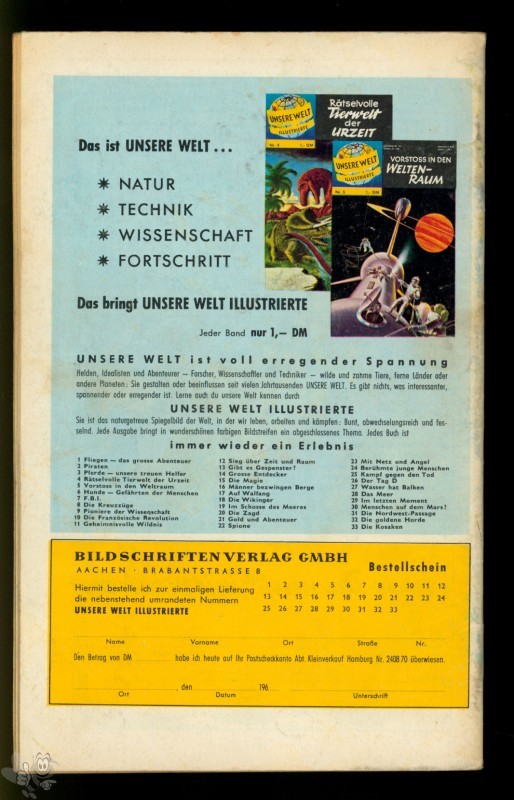 UNSERE WELT
ILLUSTRIERTE
Nr. 4
1,- DM
Rätselvolle
Tierwelt
der
URZEIT
UNSERE WELT
ILLUSTRIERTE
Nr. 5
1,- DM
VORSTOSS IN DEN
WELTEN-
RAUM
Das ist UNSERE WELT...
✷ NATUR
✷ TECHNIK
✷ WISSENSCHAFT
✷ FORTSCHRITT
Das bringt UNSERE WELT ILLUSTRIERTE
Jeder Band nur 1,— DM
UNSERE WELT ist voll erregender Spannung
Helden, Idealisten und Abenteurer — Forscher, Wissenschaftler und Techniker — wilde und zahme Tiere, ferne Länder oder
andere Planeten: Sie gestalten oder beeinflussen seit vielen Jahrtausenden UNSERE WELT. Es gibt nichts, was interessanter,
spannender oder erregender ist. Lerne auch du unsere Welt kennen durch
UNSERE WELT ILLUSTRIERTE
Sie ist das naturgetreue Spiegelbild der Welt, in der wir leben, arbeiten und kämpfen: Bunt, abwechselungsreich und fes-
selnd. Jede Ausgabe bringt in wunderschönen farbigen Bildstreifen ein abgeschlossenes Thema. Jedes Buch ist
immer wieder ein Erlebnis
1 Fliegen — das grosse Abenteuer
2 Piraten
3 Pferde — unsere treuen Helfer
4 Rätselvolle Tierwelt der Urzeit
5 Vorstoss in den Weltraum
6 Hunde — Gefährten der Menschen
7 F.B.I.
8 Die Kreuzzüge
9 Pioniere der Wissenschaft
10 Die Französische Revolution
11 Geheimnisvolle Wildnis
12 Sieg über Zeit und Raum
13 Gibt es Gespenster?
14 Grosse Entdecker
15 Die Magie
16 Männer bezwingen Berge
17 Auf Walfang
18 Die Wikinger
19 Im Schosse des Meeres
20 Die Jagd
21 Gold und Abenteuer
22 Spione
23 Mit Netz und Angel
24 Berühmte junge Menschen
25 Kampf gegen den Tod
26 Der Tag D
27 Wasser hat Balken
28 Das Meer
29 Im letzten Moment
30 Menschen auf dem Mars?
31 Die Nordwest-Passage
32 Die goldene Horde
33 Die Kosaken
BILDSCHRIFTENVERLAG GMBH
AACHEN · BRABANTSTRASSE 8
Bestellschein
Hiermit bestelle ich zur einmaligen Lieferung
die nebenstehend umrandeten Nummern
UNSERE WELT ILLUSTRIERTE
1 2 3 4 5 6 7 8 9 10 11 12
13 14 15 16 17 18 19 20 21 22 23 24
25 26 27 28 29 30 31 32 33
Name Vorname Ort Straße Nr.
Den Betrag von DM habe ich heute auf Ihr Postscheckkonto Abt. Kleinverkauf Hamburg Nr. 240870 überwiesen.
, den 196
Ort Datum Unterschrift